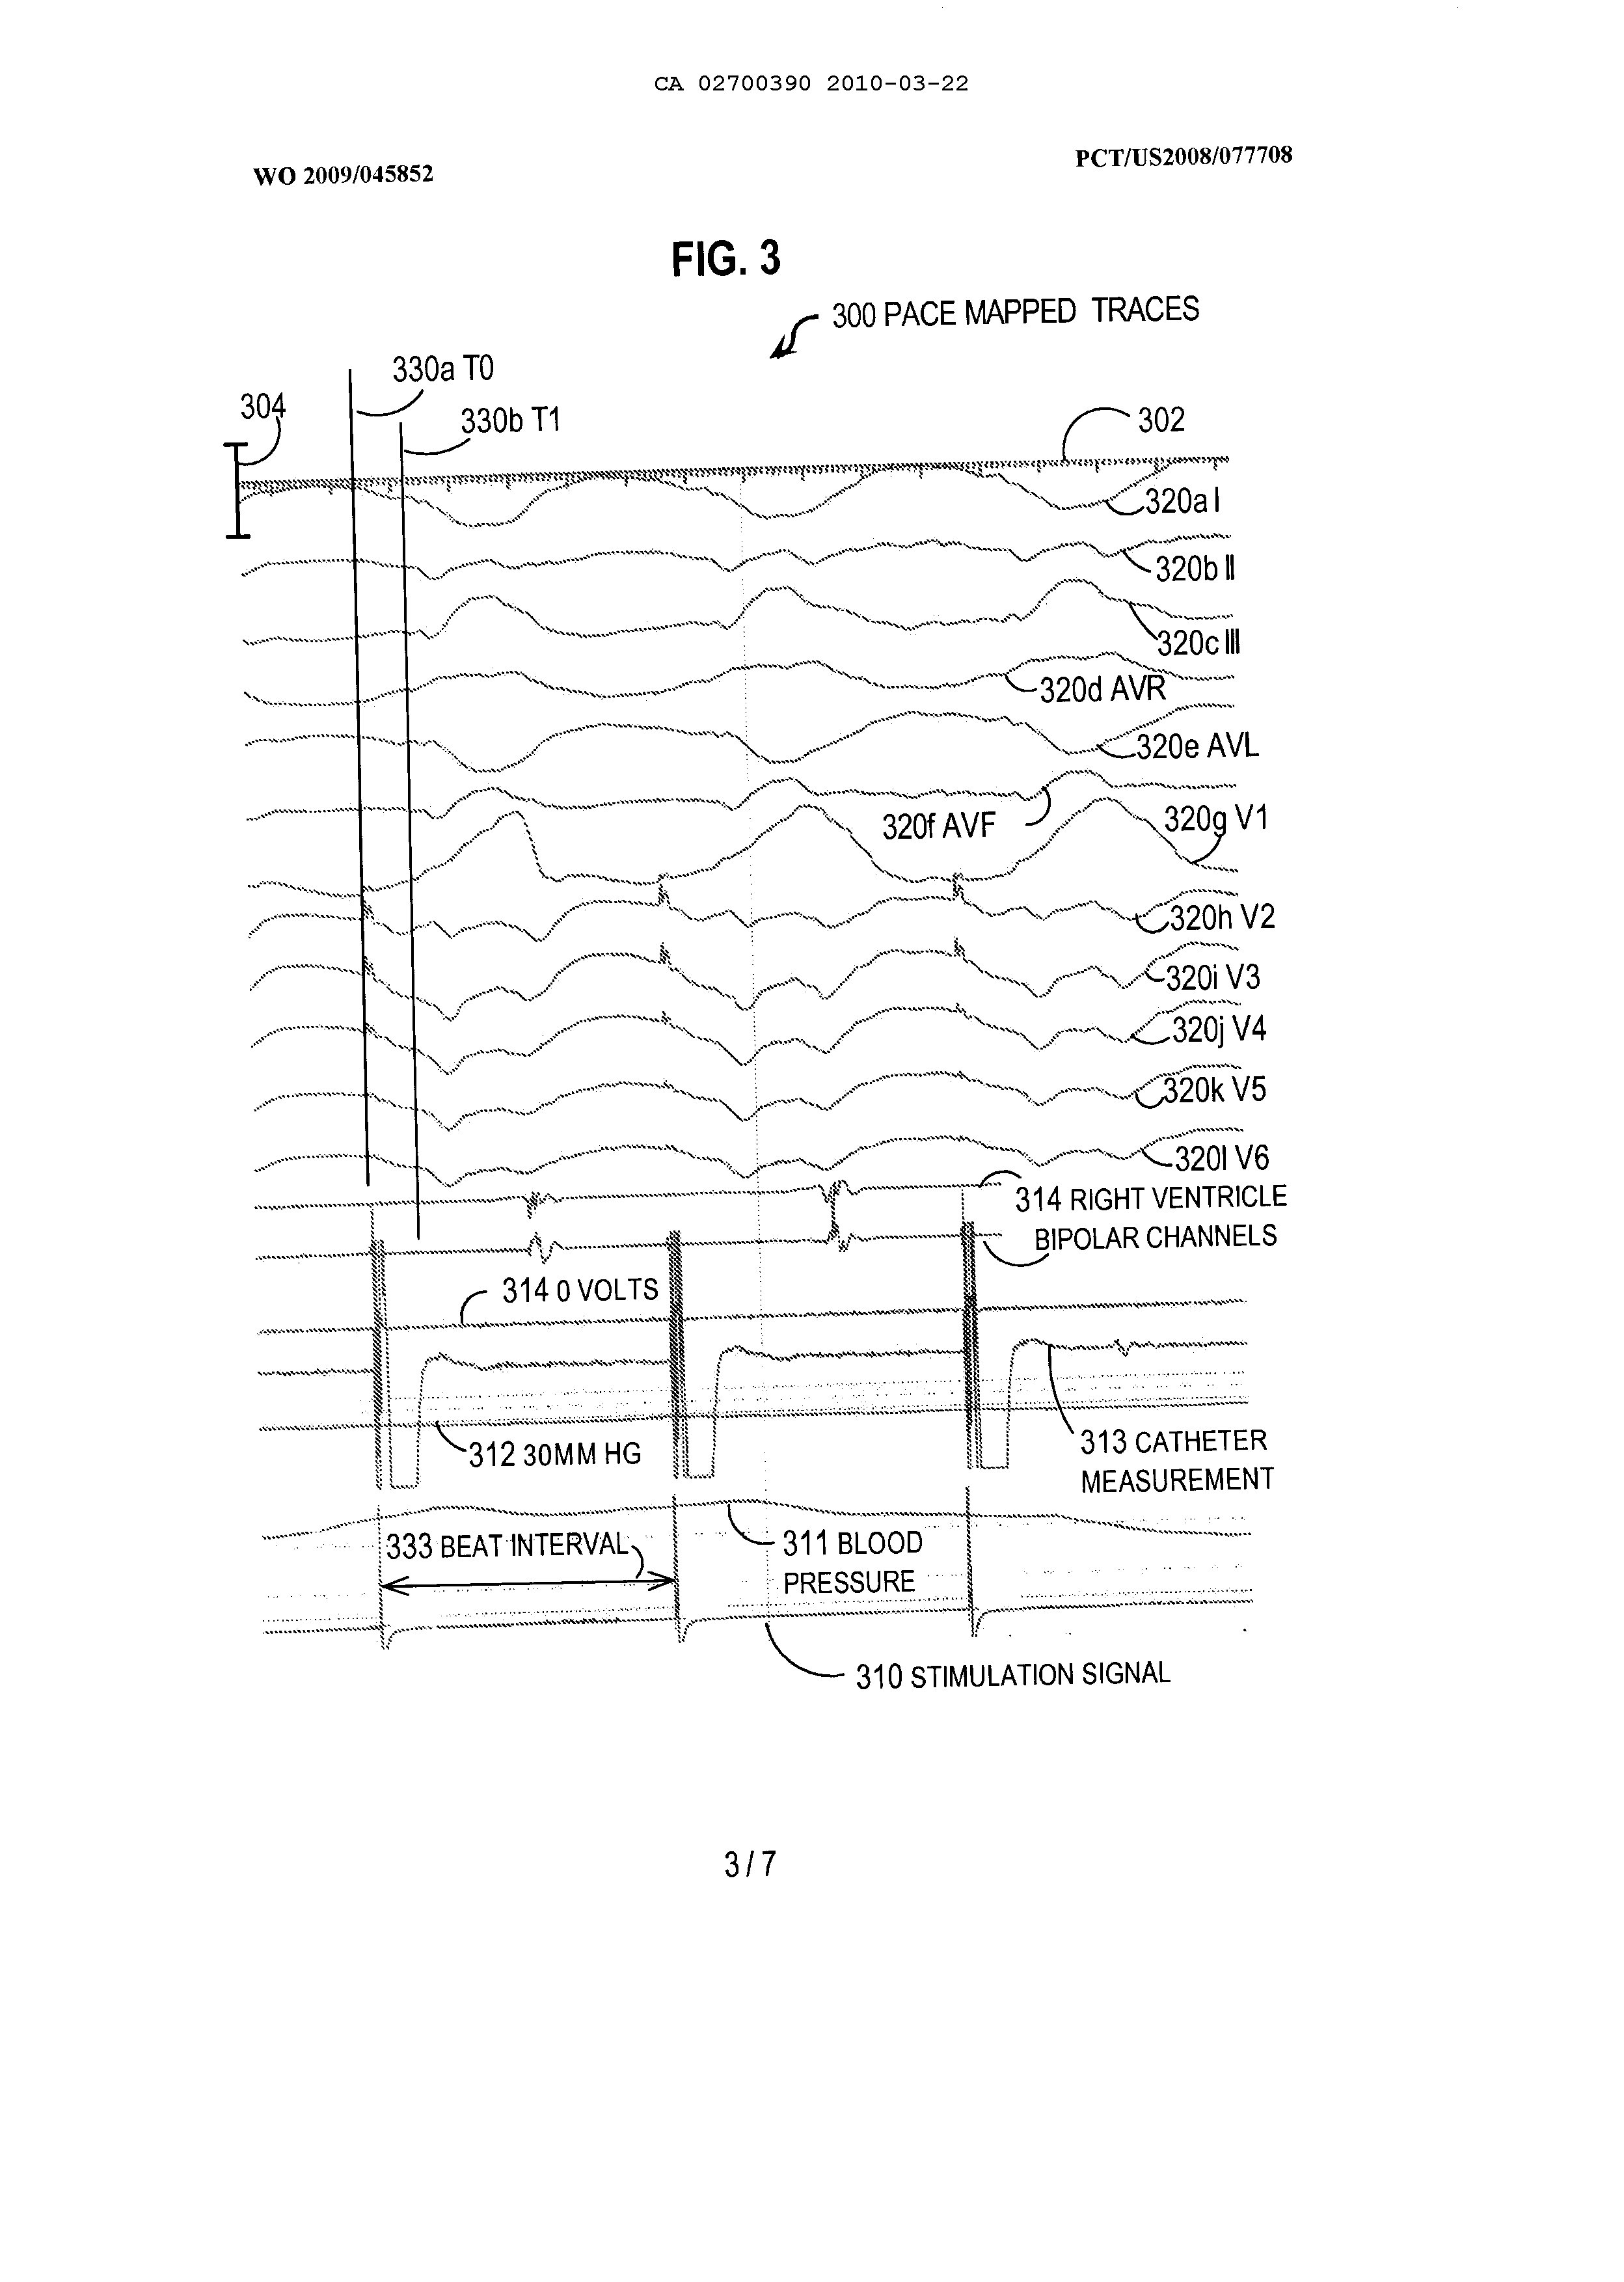 CA 02700390 2010-03-22
WO 2009/045852
PCT/US2008/077708
FIG. 3
300 PACE MAPPED TRACES
330a T0
304
330b T1
302
320a I
320b II
320c III
320d AVR
320e AVL
320f AVF
320g V1
320h V2
320i V3
320j V4
320k V5
320l V6
314 RIGHT VENTRICLE
BIPOLAR CHANNELS
314 0 VOLTS
312 30MM HG
313 CATHETER
MEASUREMENT
333 BEAT INTERVAL
311 BLOOD
PRESSURE
310 STIMULATION SIGNAL
3 / 7